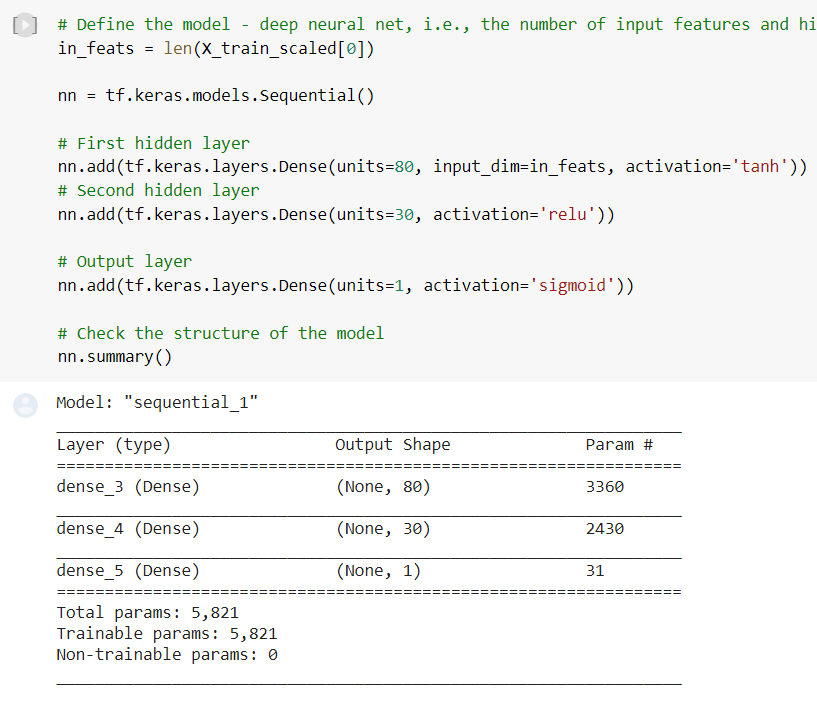 # Define the model - deep neural net, i.e., the number of input features and hi
in_feats = len(X_train_scaled[0])
nn = tf.keras.models.Sequential()
# First hidden layer
nn.add(tf.keras.layers.Dense(units=80, input_dim=in_feats, activation='tanh'))
# Second hidden layer
nn.add(tf.keras.layers.Dense(units=30, activation='relu'))
# Output layer
nn.add(tf.keras.layers.Dense(units=1, activation='sigmoid'))
# Check the structure of the model
nn.summary()
Model: "sequential_1"
Layer (type) Output Shape Param #
dense_3 (Dense) (None, 80) 3360
dense_4 (Dense) (None, 30) 2430
dense_5 (Dense) (None, 1) 31
Total params: 5,821
Trainable params: 5,821
Non-trainable params: 0